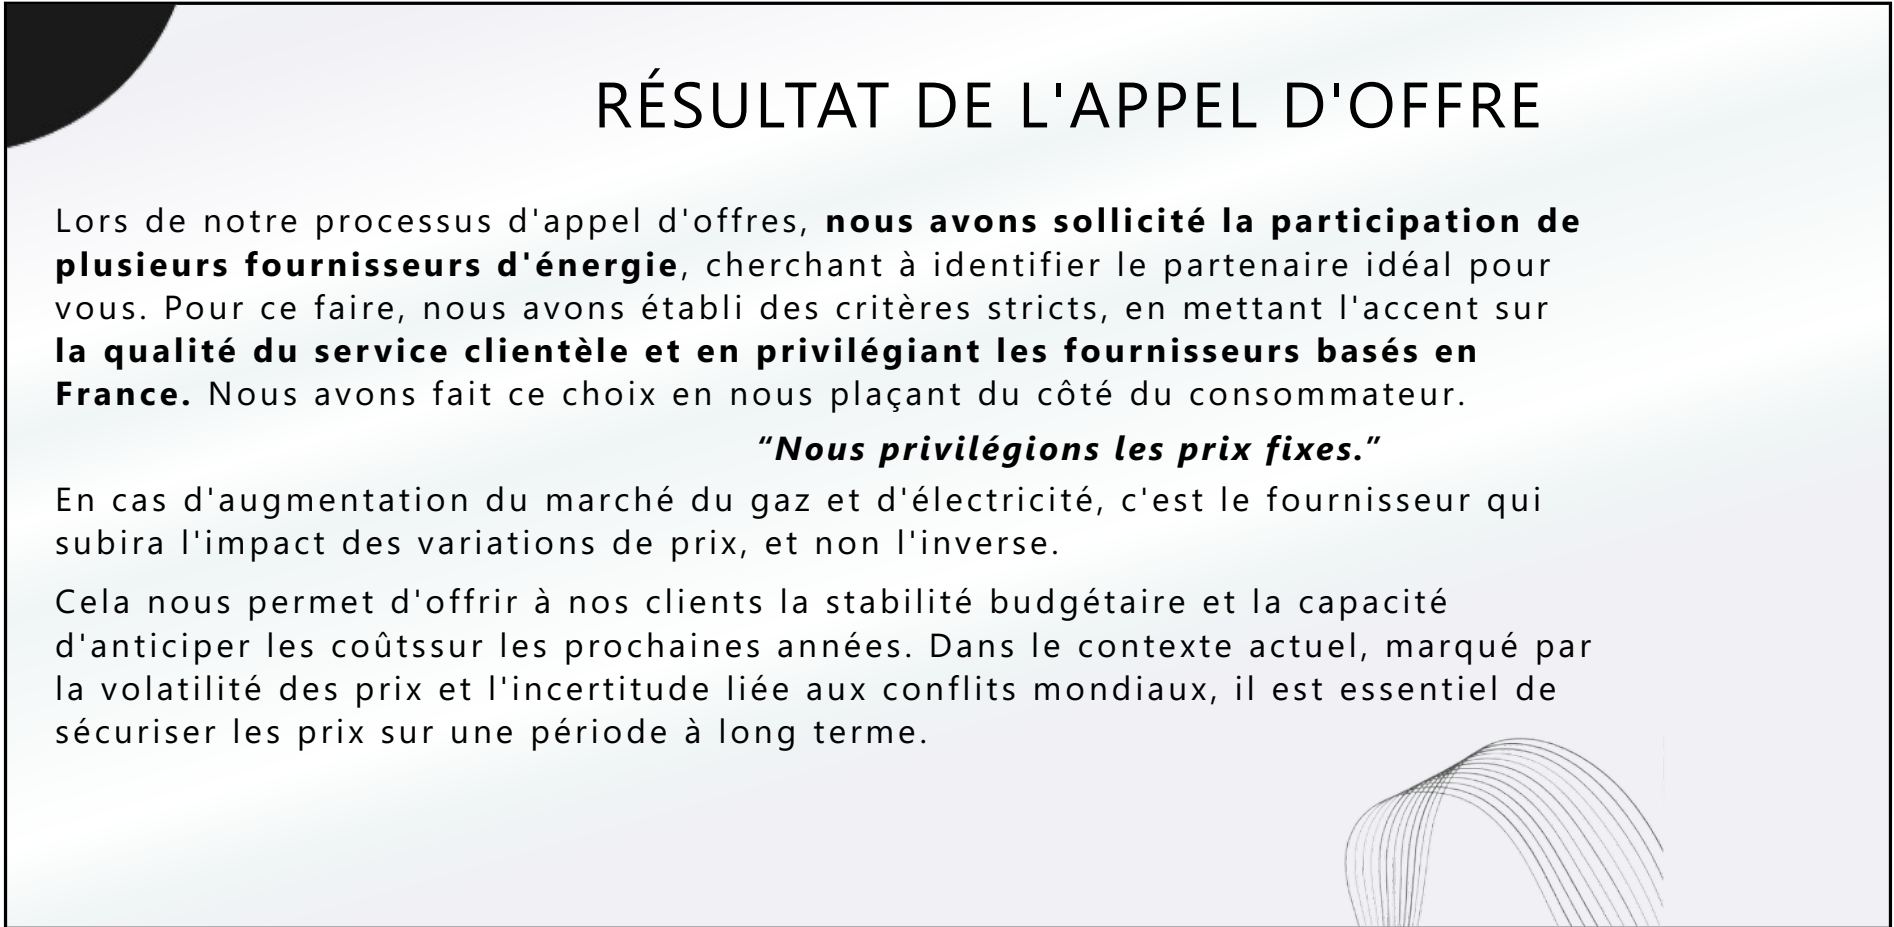 RÉSULTAT DE L'APPEL D'OFFRE
Lors de notre processus d'appel d'offres, nous avons sollicité la participation de
plusieurs fournisseurs d'énergie, cherchant à identifier le partenaire idéal pour
vous. Pour ce faire, nous avons établi des critères stricts, en mettant l'accent sur
la qualité du service clientèle et en privilégiant les fournisseurs basés en
France. Nous avons fait ce choix en nous plaçant du côté du consommateur.
“Nous privilégions les prix fixes.”
En cas d'augmentation du marché du gaz et d'électricité, c'est le fournisseur qui
subira l'impact des variations de prix, et non l'inverse.
Cela nous permet d'offrir à nos clients la stabilité budgétaire et la capacité
d'anticiper les coûtssur les prochaines années. Dans le contexte actuel, marqué par
la volatilité des prix et l'incertitude liée aux conflits mondiaux, il est essentiel de
sécuriser les prix sur une période à long terme.